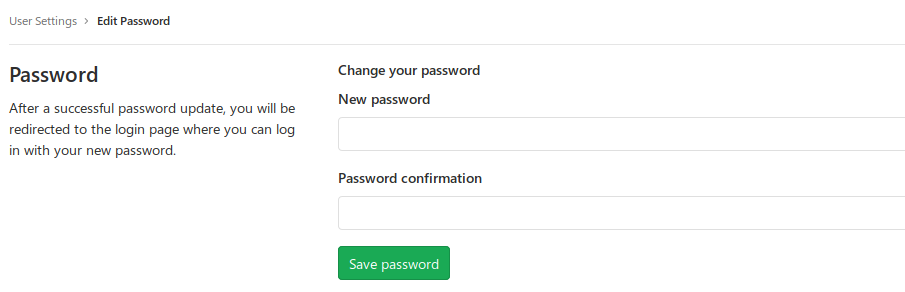 User Settings › Edit Password
Password
After a successful password update, you will be
redirected to the login page where you can log
in with your new password.
Change your password
New password
Password confirmation
Save password